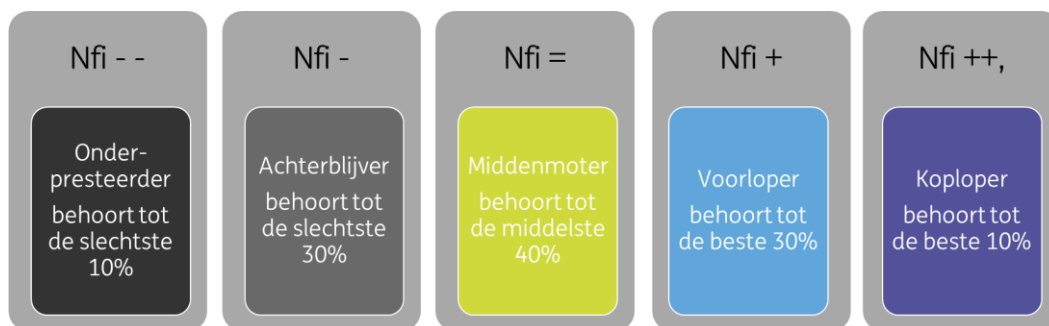 Nfi - -
Onder-
presteerder
behoort tot
de slechtste
10%
Nfi -
Achterblijver
behoort tot
de slechtste
30%
Nfi =
Middenmoter
behoort tot
de middelste
40%
Nfi +
Voorloper
behoort tot
de beste 30%
Nfi ++,
Koploper
behoort tot
de beste 10%